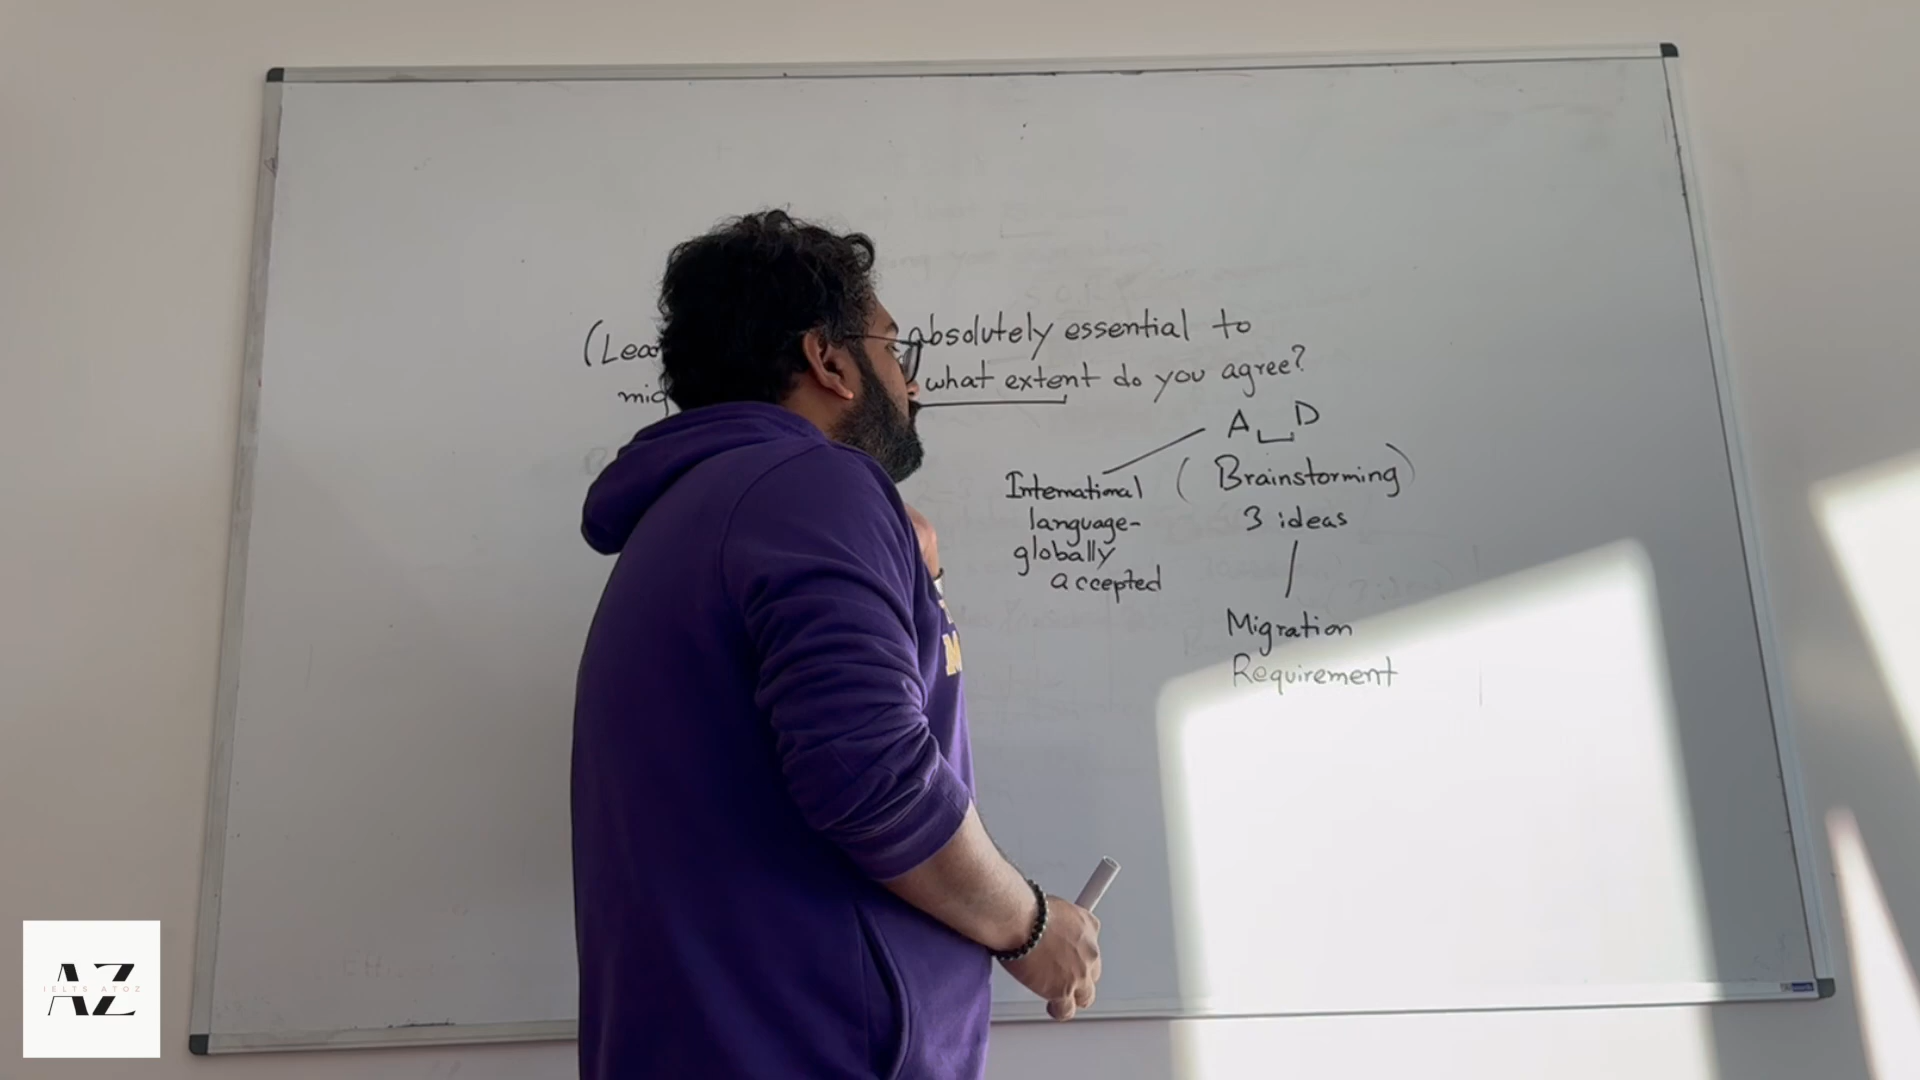 (Lea absolutely essential to
mig what extent do you agree?
A D
International
language-
globally
accepted
(Brainstorming)
3 ideas
Migration
Requirement
AZ
IELTS ATOZ